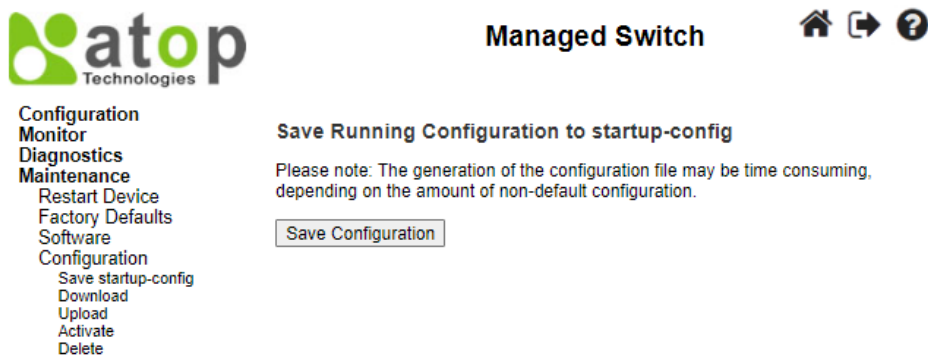 atop
Technologies
Managed Switch
Configuration
Monitor
Diagnostics
Maintenance
Restart Device
Factory Defaults
Software
Configuration
Save startup-config
Download
Upload
Activate
Delete
Save Running Configuration to startup-config
Please note: The generation of the configuration file may be time consuming,
depending on the amount of non-default configuration.
Save Configuration